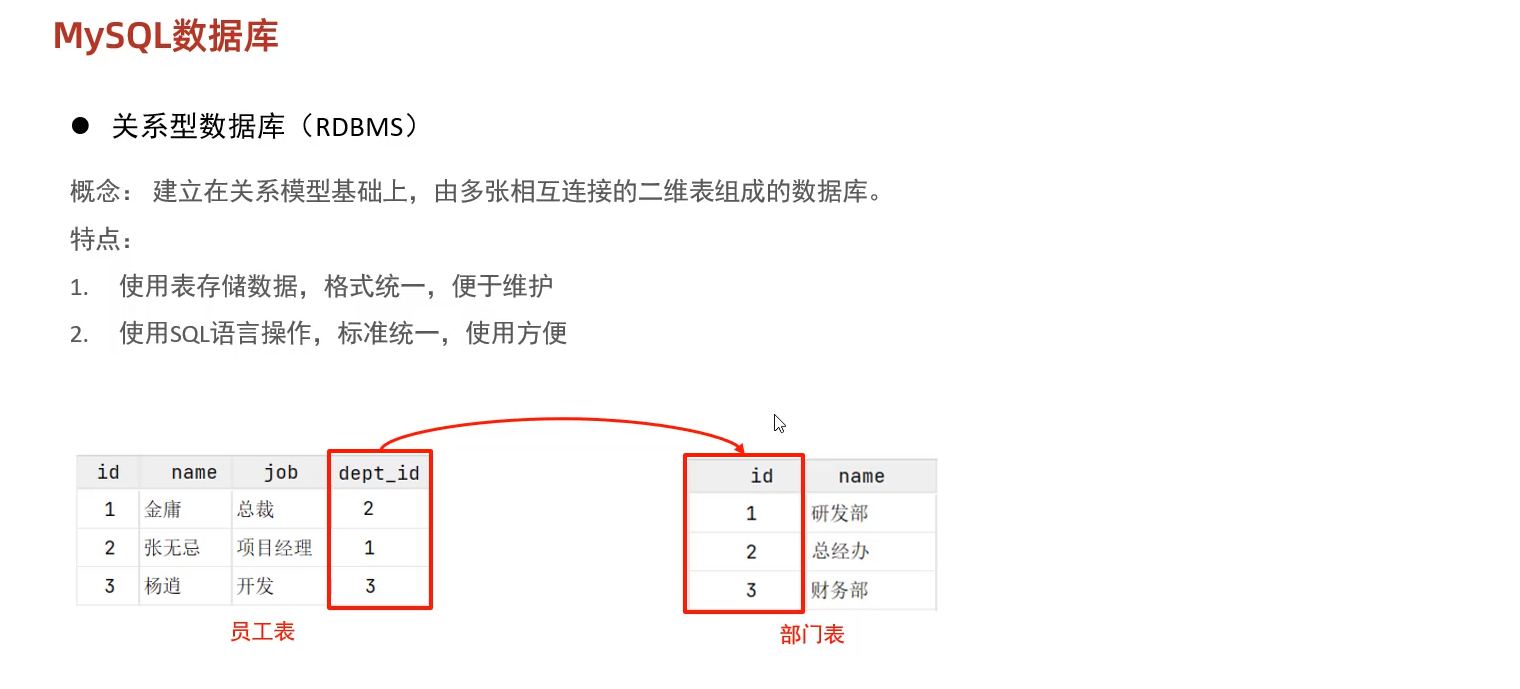 MySQL数据库
● 关系型数据库（RDBMS）
概念： 建立在关系模型基础上，由多张相互连接的二维表组成的数据库。
特点：
1. 使用表存储数据，格式统一，便于维护
2. 使用SQL语言操作，标准统一，使用方便
id name job dept_id
1 金庸 总裁 2
2 张无忌 项目经理 1
3 杨逍 开发 3
员工表
id name
1 研发部
2 总经办
3 财务部
部门表